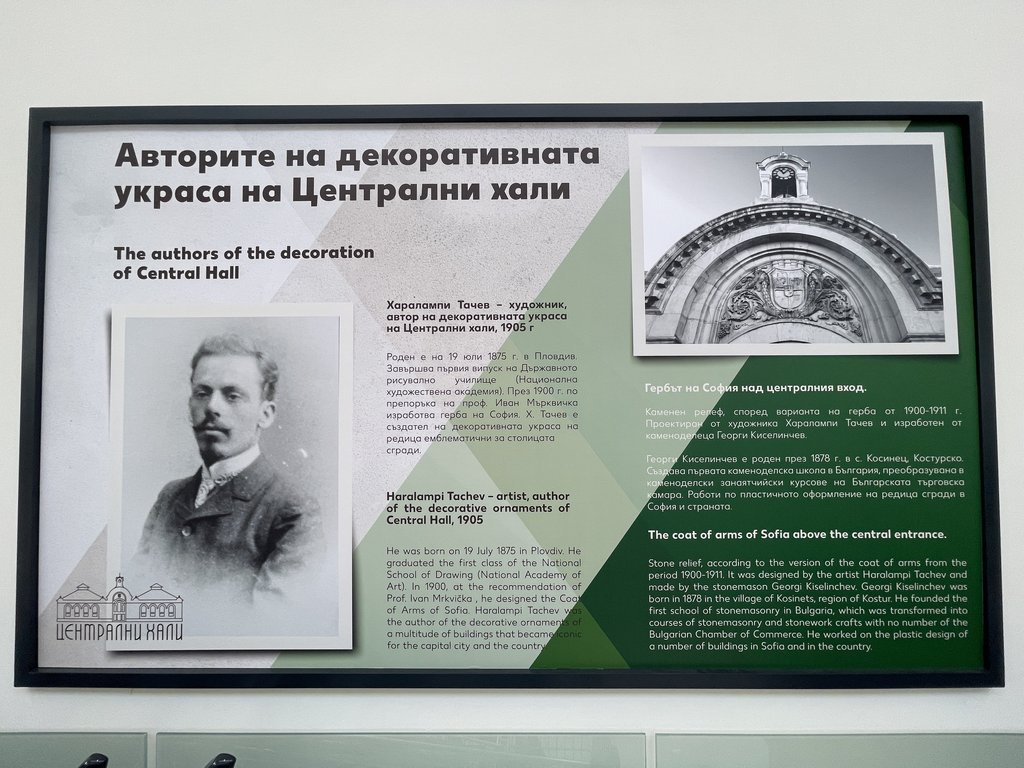 Авторите на декоративната
украса на Централни хали
The authors of the decoration
of Central Hall
Харалампи Тачев – художник,
автор на декоративната украса
на Централни хали, 1905 г
Роден е на 19 юли 1875 г. в Пловдив.
Завършва първия випуск на Държавното
рисувално училище (Национална
художествена академия). През 1900 г. по
препоръка на проф. Иван Мърквичка
изработва герба на София. Х. Тачев е
създател на декоративната украса на
редица емблематични за столицата
сгради.
Haralampi Tachev – artist, author
of the decorative ornaments of
Central Hall, 1905
He was born on 19 July 1875 in Plovdiv. He
graduated the first class of the National
School of Drawing (National Academy of
Art). In 1900, at the recommendation of
Prof. Ivan Mrkvička , he designed the Coat
of Arms of Sofia. Haralampi Tachev was
the author of the decorative ornaments of
a multitude of buildings that became iconic
for the capital city and the country.
ЦЕНТРАЛНИ ХАЛИ
Гербът на София над централния вход.
Каменен релеф, според варианта на герба от 1900-1911 г.
Проектиран от художника Харалампи Тачев и изработен от
каменоделеца Георги Киселинчев.
Георги Киселинчев е роден през 1878 г. в с. Косинец, Костурско.
Създава първата каменоделска школа в България, преобразувана в
каменоделски занаятчийски курсове на Българската търговска
камара. Работи по пластичното оформление на редица сгради в
София и страната.
The coat of arms of Sofia above the central entrance.
Stone relief, according to the version of the coat of arms from the
period 1900-1911. It was designed by the artist Haralampi Tachev and
made by the stonemason Georgi Kiselinchev. Georgi Kiselinchev was
born in 1878 in the village of Kosinets, region of Kostur. He founded the
first school of stonemasonry in Bulgaria, which was transformed into
courses of stonemasonry and stonework crafts with no number of the
Bulgarian Chamber of Commerce. He worked on the plastic design of
a number of buildings in Sofia and in the country.